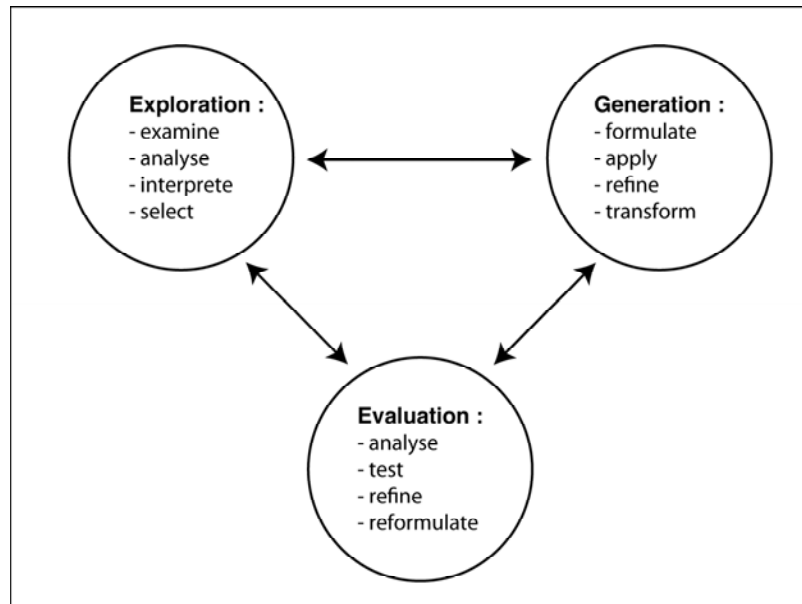 Exploration :
- examine
- analyse
- interprete
- select
Generation :
- formulate
- apply
- refine
- transform
Evaluation :
- analyse
- test
- refine
- reformulate